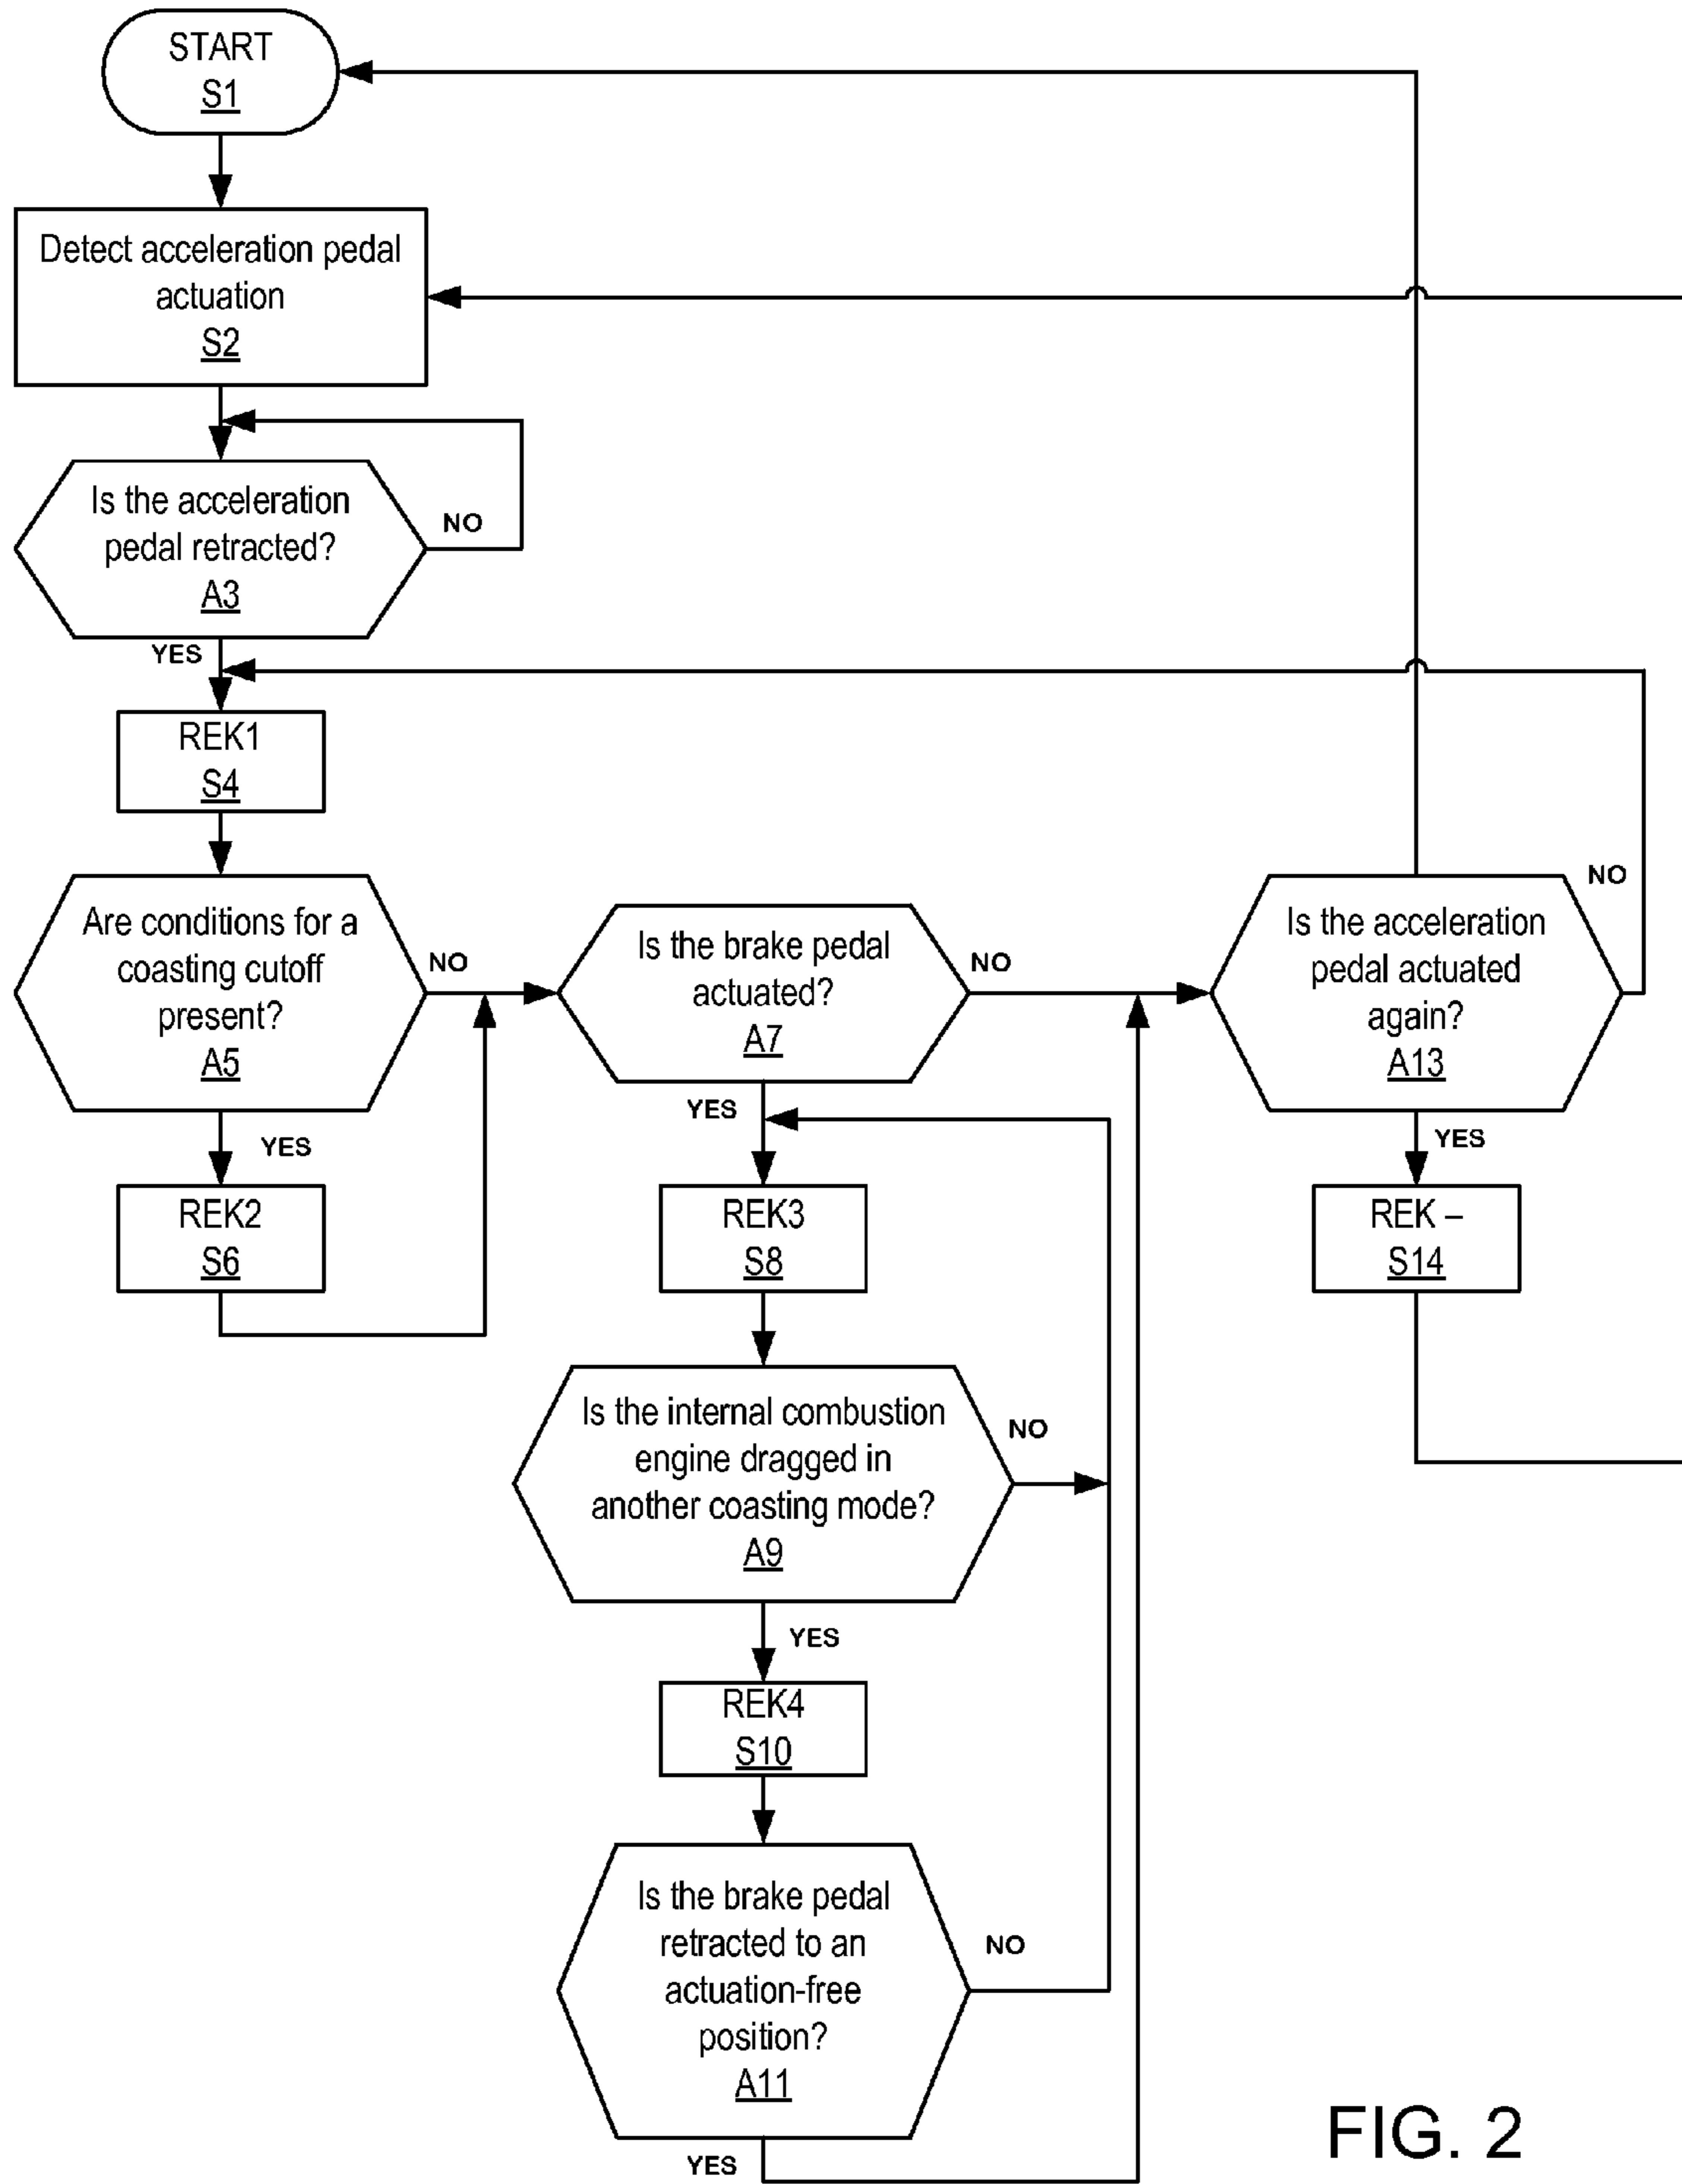 START
S1
Detect acceleration pedal
actuation
S2
Is the acceleration
pedal retracted?
A3
NO
YES
REK1
S4
Are conditions for a
coasting cutoff
present?
A5
NO
YES
REK2
S6
Is the brake pedal
actuated?
A7
NO
YES
REK3
S8
Is the internal combustion
engine dragged in
another coasting mode?
A9
NO
YES
REK4
S10
Is the brake pedal
retracted to an
actuation-free
position?
A11
NO
YES
Is the acceleration
pedal actuated
again?
A13
NO
YES
REK –
S14
FIG. 2